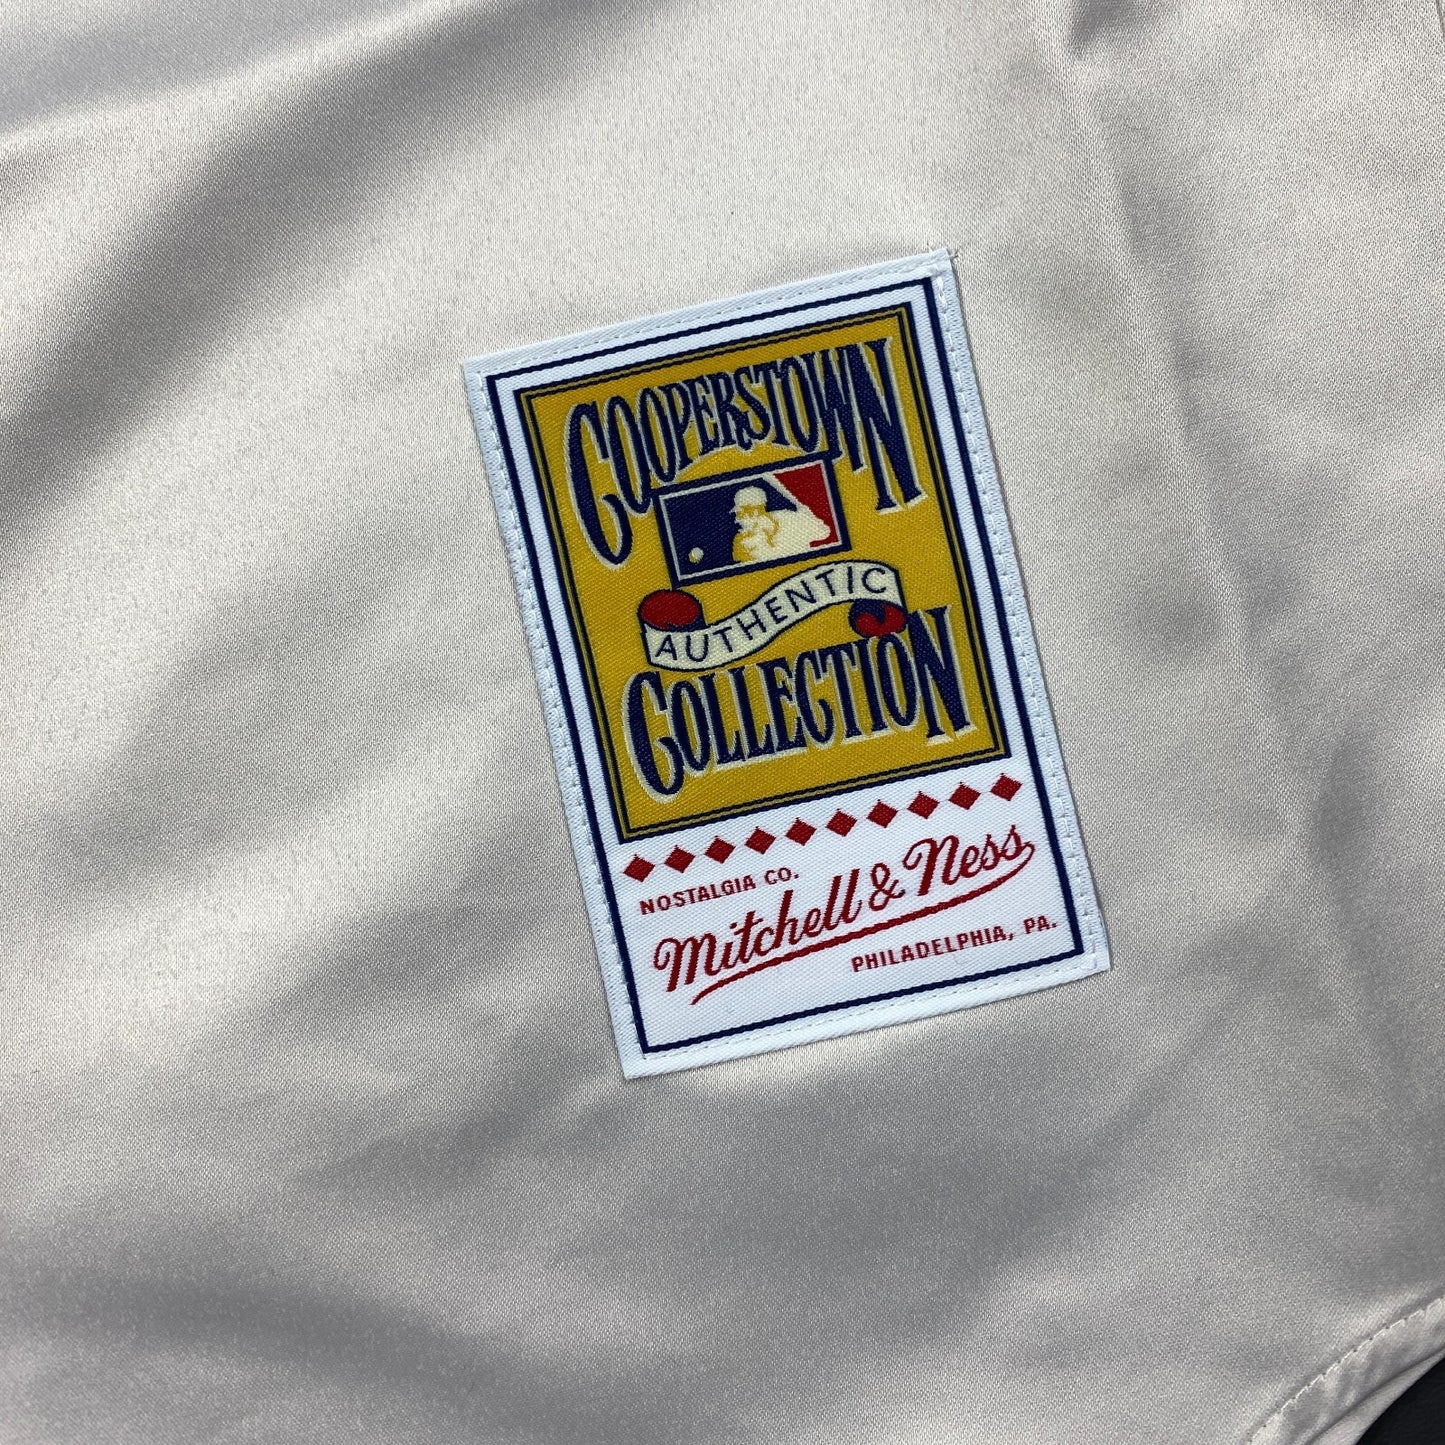 COOPERSTOWN
AUTHENTIC
COLLECTION
NOSTALGIA CO.
Mitchell & Ness
PHILADELPHIA, PA.